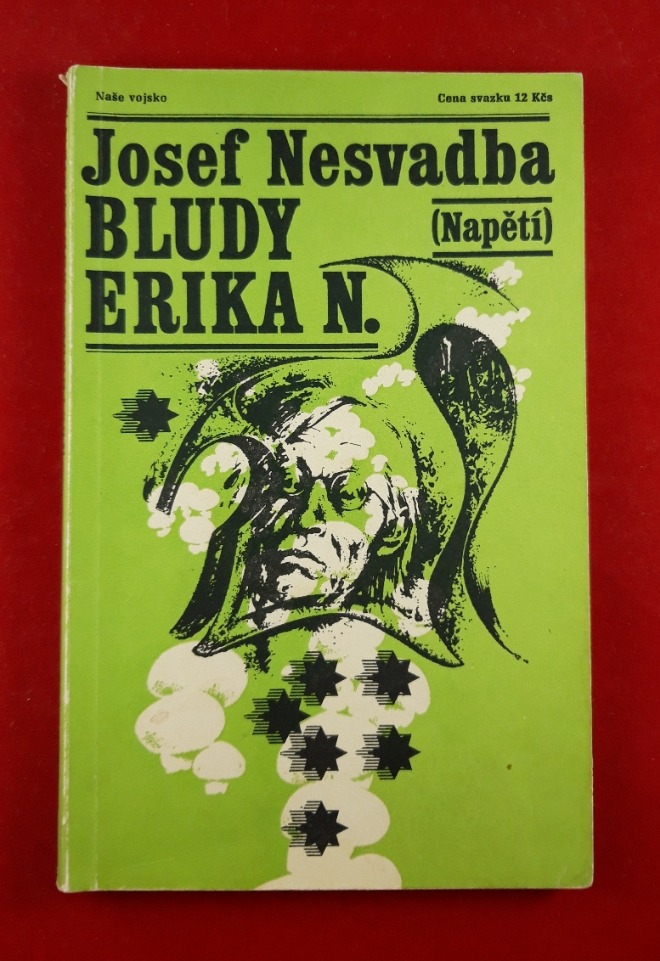 Naše vojsko
Cena svazku 12 Kčs
Josef Nesvadba
BLUDY
(Napětí)
ERIKA N.